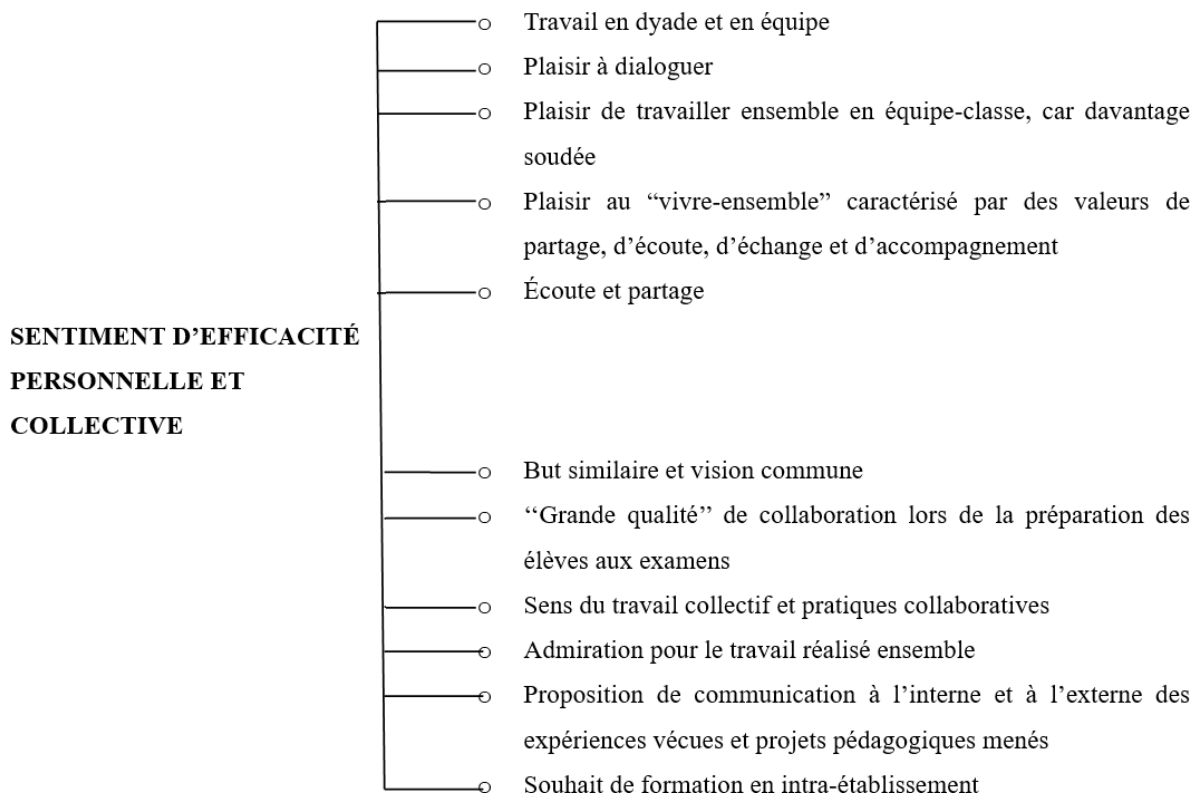 Travail en dyade et en équipe
Plaisir à dialoguer
Plaisir de travailler ensemble en équipe-classe, car davantage
soudée
Plaisir au “vivre-ensemble” caractérisé par des valeurs de
partage, d’écoute, d’échange et d’accompagnement
Écoute et partage
SENTIMENT D’EFFICACITÉ
PERSONNELLE ET
COLLECTIVE
But similaire et vision commune
‘‘Grande qualité’’ de collaboration lors de la préparation des
élèves aux examens
Sens du travail collectif et pratiques collaboratives
Admiration pour le travail réalisé ensemble
Proposition de communication à l’interne et à l’externe des
expériences vécues et projets pédagogiques menés
Souhait de formation en intra-établissement